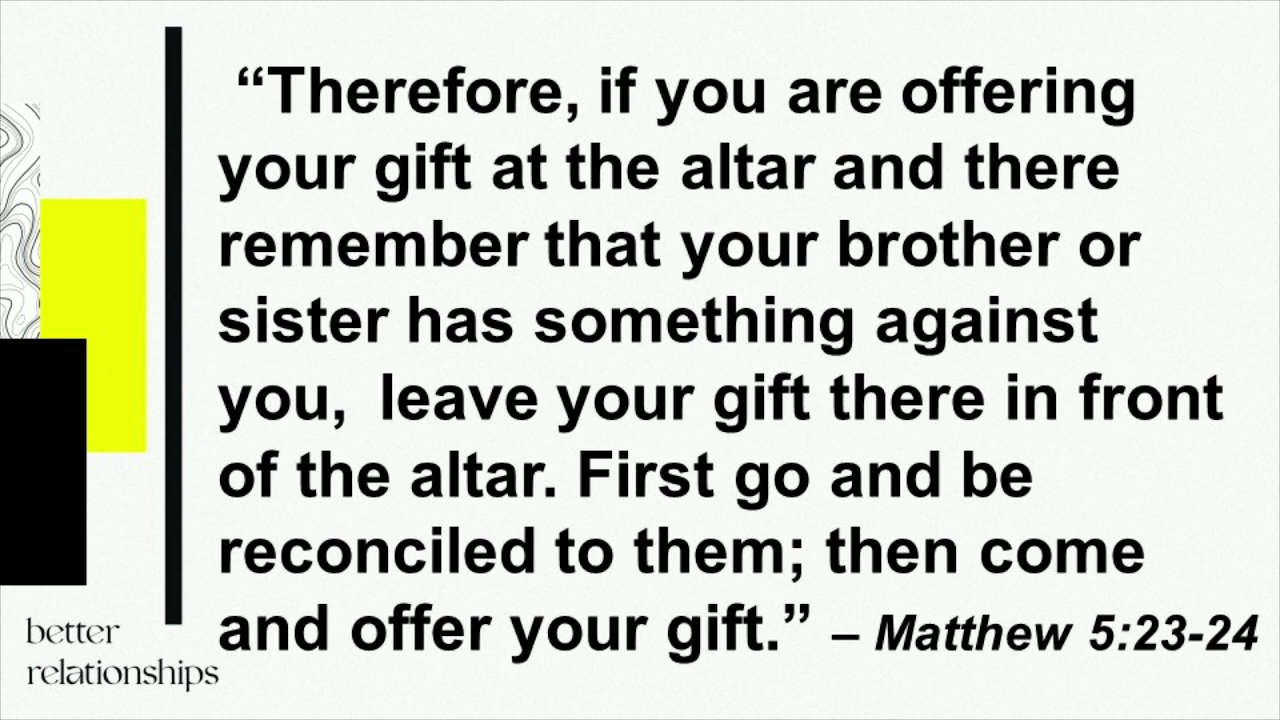 “Therefore, if you are offering
your gift at the altar and there
remember that your brother or
sister has something against
you,  leave your gift there in front
of the altar. First go and be
reconciled to them; then come
and offer your gift.” – Matthew 5:23-24
better
relationships